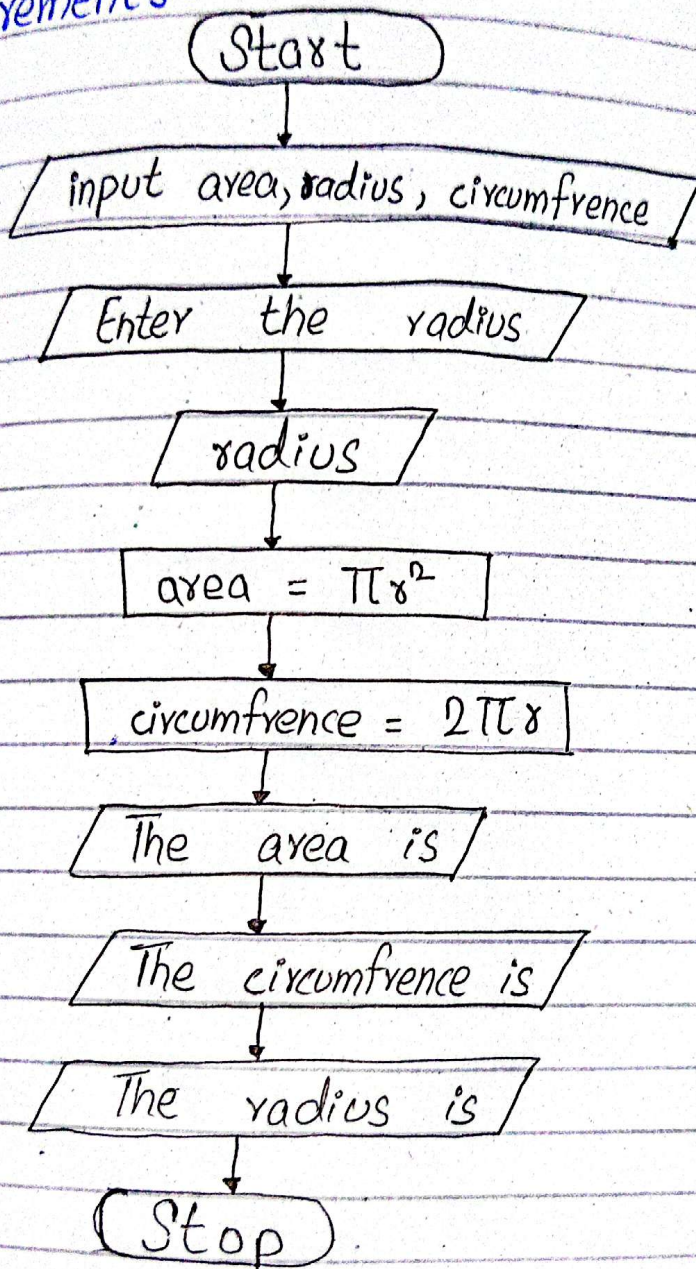 Start
input area, radius, circumfrence
Enter the radius
radius
area = πr²
circumfrence = 2πr
The area is
The circumfrence is
The radius is
Stop